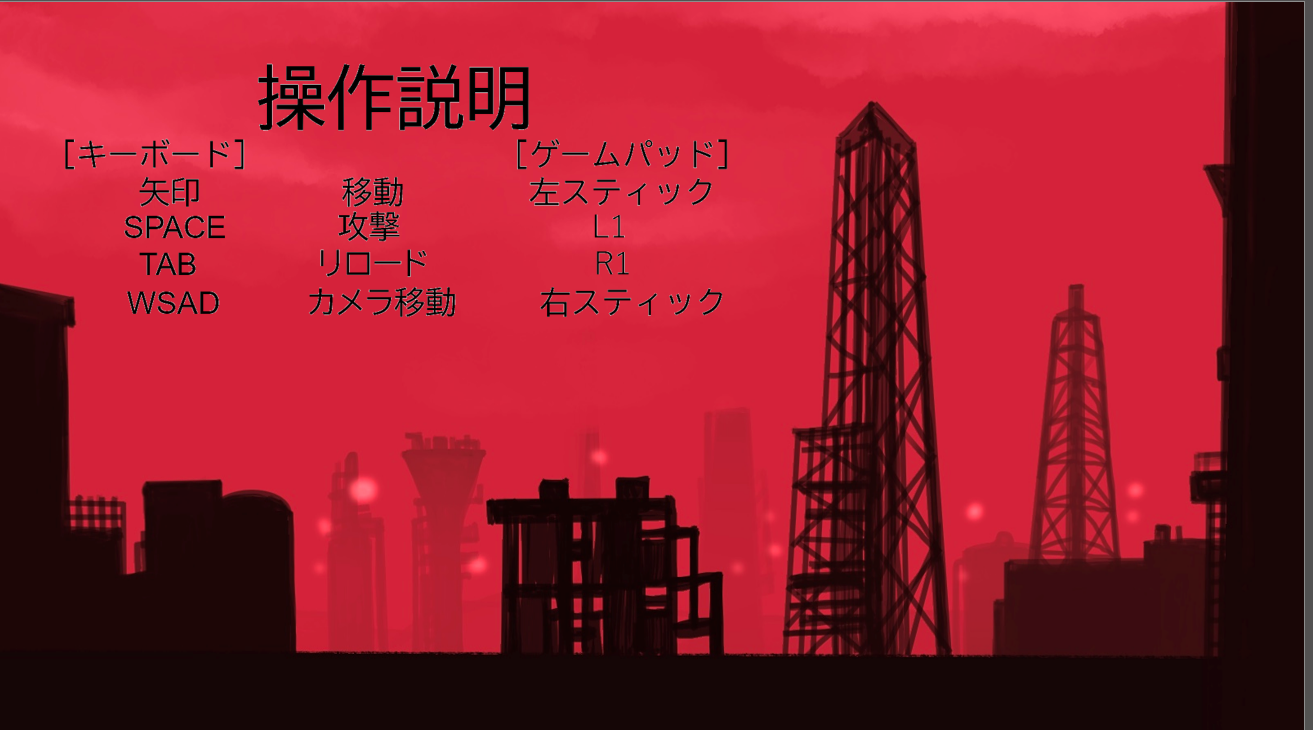 操作説明
[キーボード] [ゲームパッド]
矢印 移動 左スティック
SPACE 攻撃 L1
TAB リロード R1
WSAD カメラ移動 右スティック